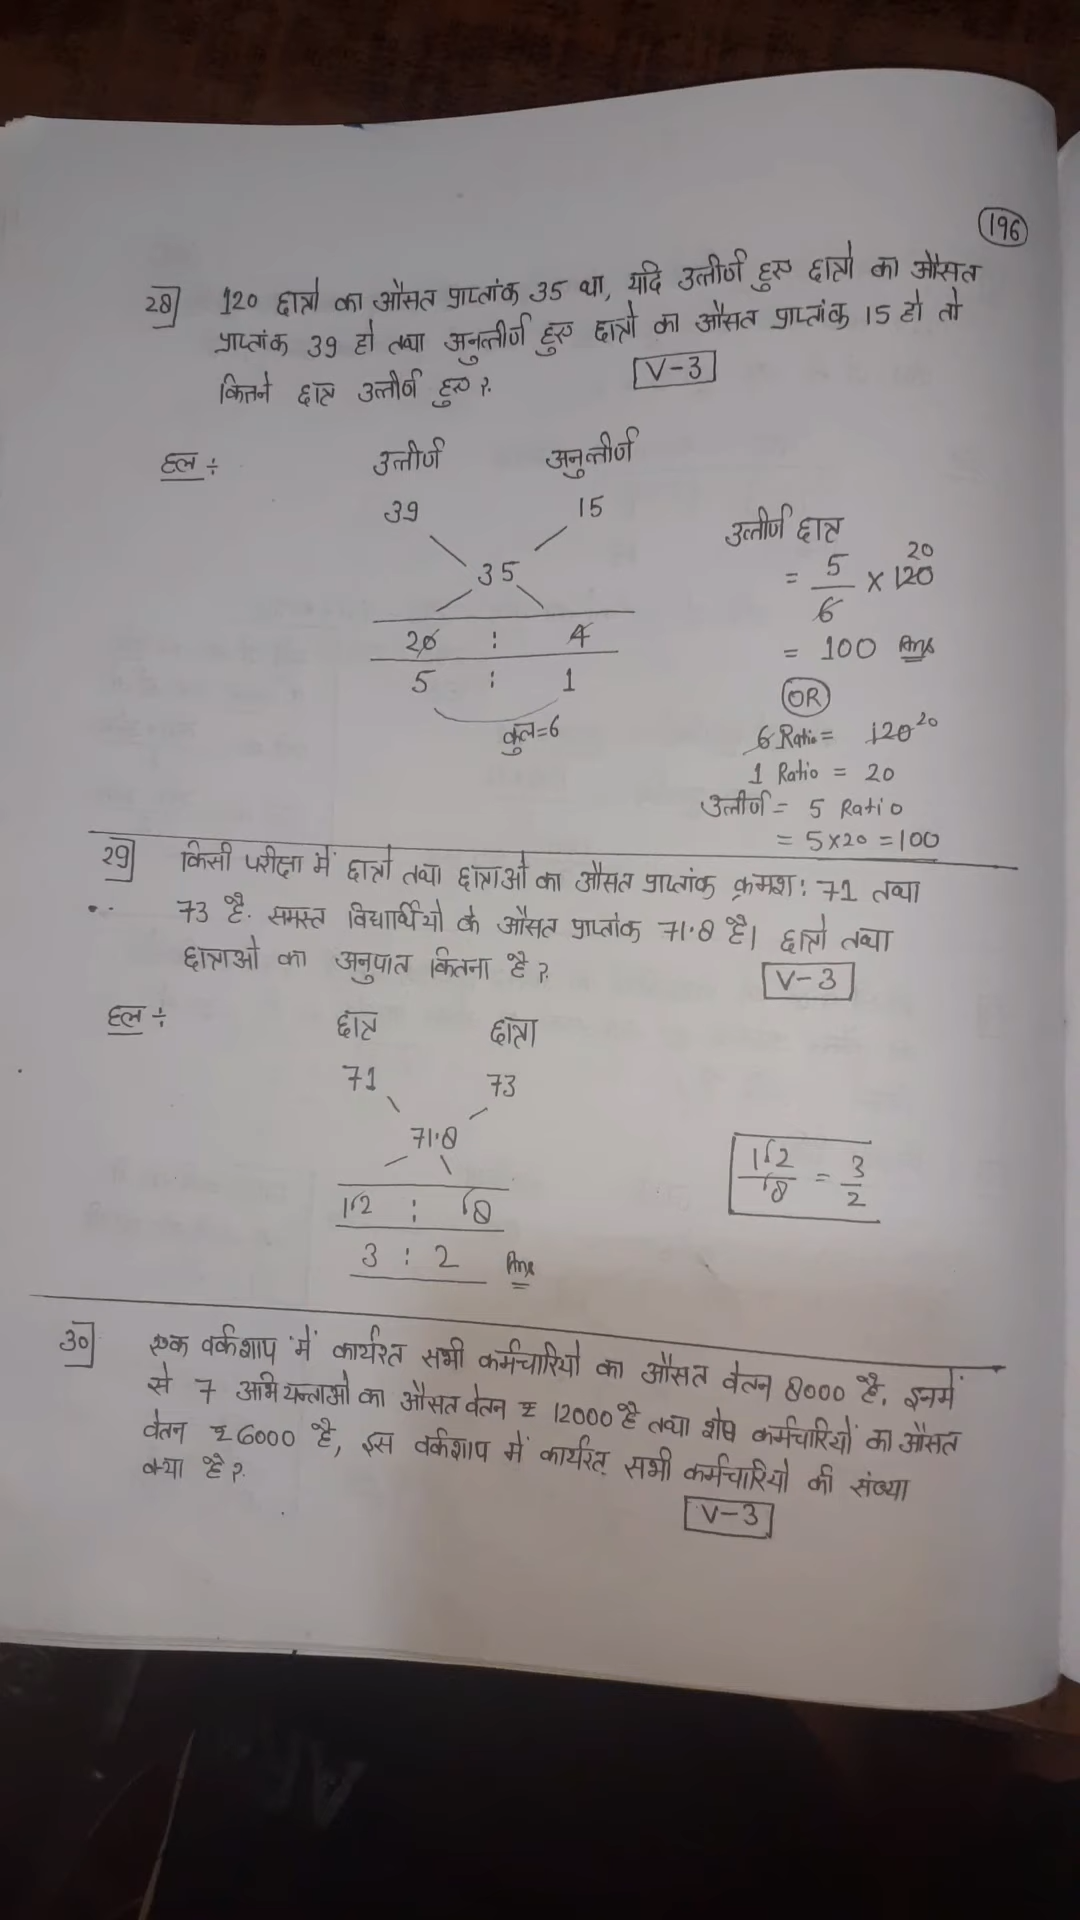 196
28] 120 छात्रो का औसत प्राप्तांक 35 था, यदि उत्तीर्ण हुए छात्रो का औसत
प्राप्तांक 39 हो तथा अनुत्तीर्ण हुए छात्रो का औसत प्राप्तांक 15 हो तो
कितने छात्र उत्तीर्ण हुए?
V-3
हल ÷ उत्तीर्ण अनुत्तीर्ण
39 15
35
20 : 4
5 : 1
कुल=6
उत्तीर्ण छात्र
20
= 5/6 × 120
= 100 Ans
OR
6 Ratio = 120 20
1 Ratio = 20
उत्तीर्ण = 5 Ratio
= 5×20 = 100
29] किसी परीक्षा में छात्रो तथा छात्राओ का औसत प्राप्तांक क्रमश: 71 तथा
73 है. समस्त विद्यार्थियो के औसत प्राप्तांक 71.8 है। छात्रो तथा
छात्राओ का अनुपात कितना है?
V-3
हल ÷ छात्र छात्रा
71 73
71.8
1.2 : .8
3 : 2 Ans
1.2/.8 = 3/2
30] एक वर्कशाप में कार्यरत सभी कर्मचारियो का औसत वेतन 8000 है, इनमें
से 7 अभियन्ताओ का औसत वेतन ₹ 12000 है तथा शेष कर्मचारियों का औसत
वेतन ₹ 6000 है, इस वर्कशाप में कार्यरत सभी कर्मचारियो की संख्या
क्या है?
V-3